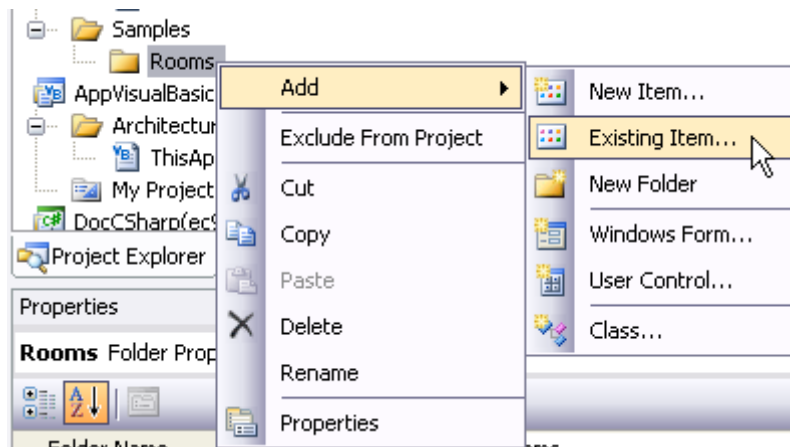 Samples
Rooms
AppVisualBasic
Architectur
ThisAp
My Project
DocCSharp(ec9
Project Explorer
Properties
Rooms Folder Prop
Add
Exclude From Project
Cut
Copy
Paste
Delete
Rename
Properties
New Item...
Existing Item...
New Folder
Windows Form...
User Control...
Class...